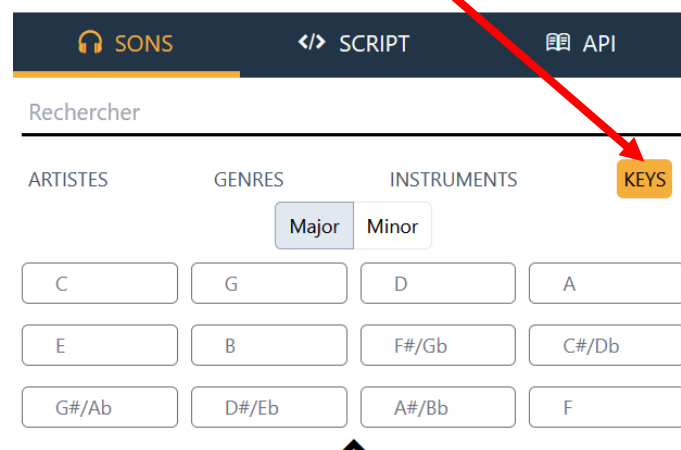 SONS </> SCRIPT API
Rechercher
ARTISTES GENRES INSTRUMENTS KEYS
Major Minor
C G D A
E B F#/Gb C#/Db
G#/Ab D#/Eb A#/Bb F